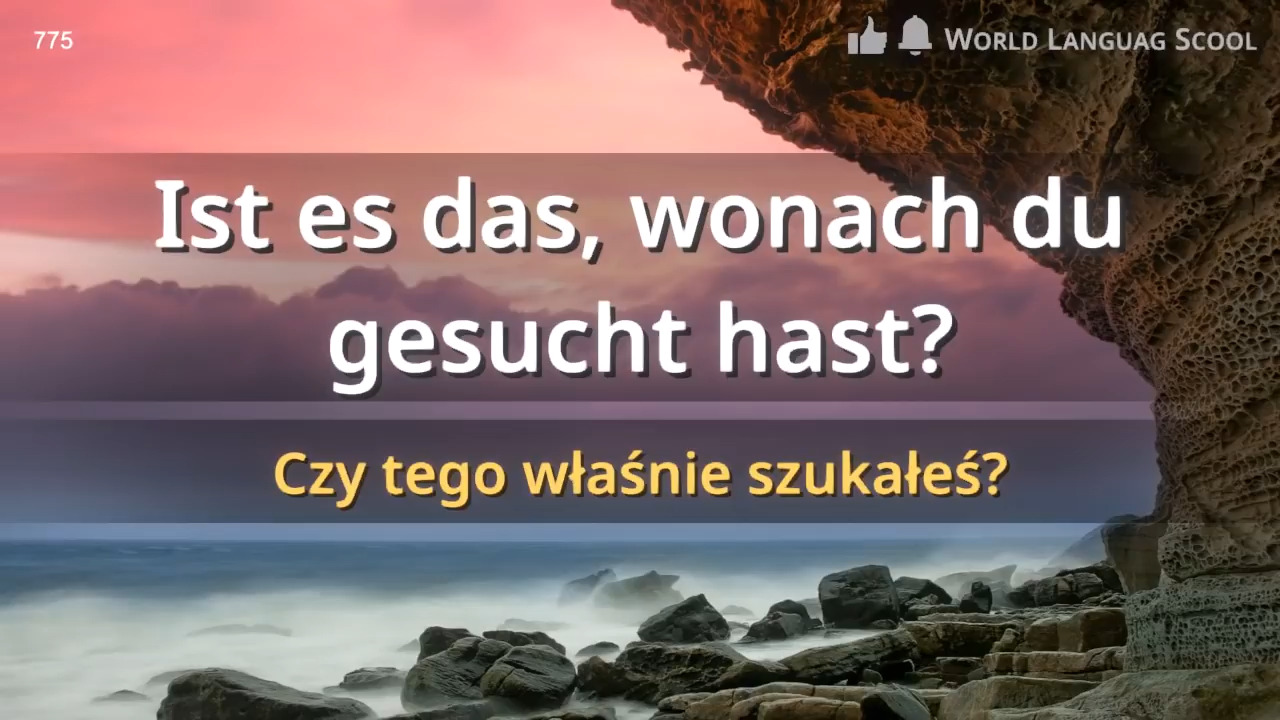 775
World Languag Scool
Ist es das, wonach du
gesucht hast?
Czy tego właśnie szukałeś?